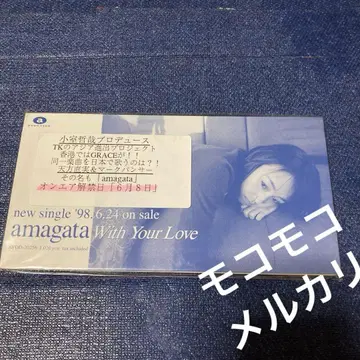 a
小室哲哉プロデュース
TKのアジア進出プロジェクト
香港ではGRACEが！！
同一楽曲を日本で歌うのは？！
天方直実&マークパンサー
その名も「amagata」
オンエア解禁日「6月8日」
new single '98.6.24 on sale
amagata With Your Love
モコモコ
メルカリ